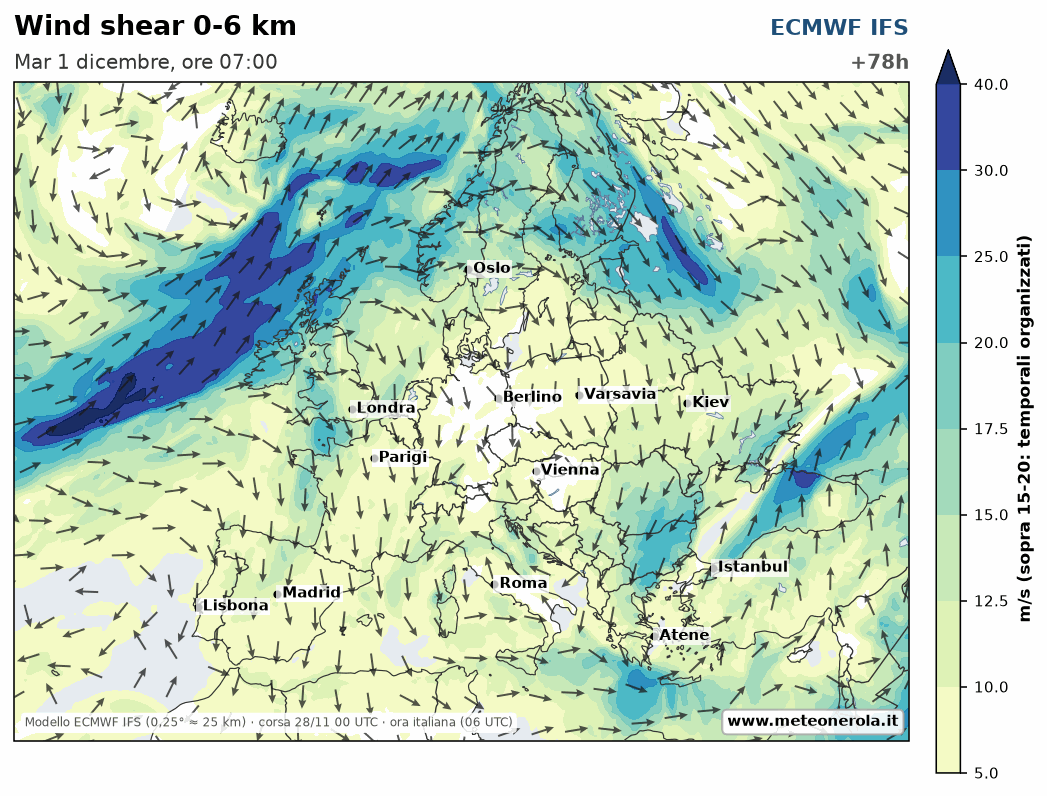 Wind shear 0-6 km
ECMWF IFS
Mar 1 dicembre, ore 07:00
+78h
40.0
30.0
25.0
20.0
17.5
15.0
12.5
10.0
5.0
m/s (sopra 15-20: temporali organizzati)
Oslo
Berlino
Varsavia
Kiev
Londra
Parigi
Vienna
Istanbul
Roma
Madrid
Lisbona
Atene
Modello ECMWF IFS (0,25° ≈ 25 km) · corsa 28/11 00 UTC · ora italiana (06 UTC)
www.meteonerola.it